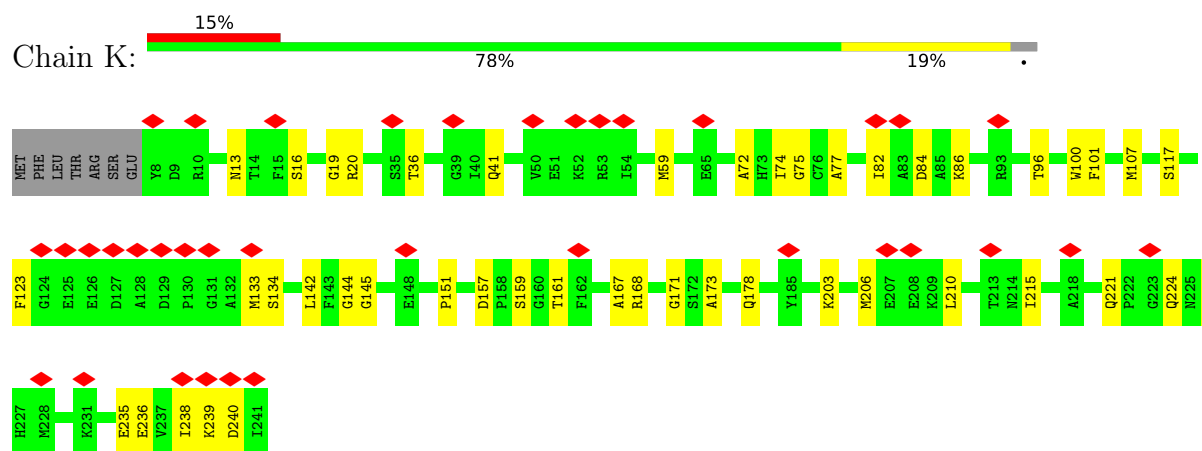 15%
Chain K:
78% 19% •
MET PHE LEU THR ARG SER GLU Y8 D9 R10 N13 T14 F15 S16 G19 R20 S35 T36 G39 I40 Q41 V50 E51 K52 R53 I54 M59 E65 A72 H73 I74 G75 C76 A77 I82 A83 D84 A85 K86 R93 T96 W100 F101 M107 S117
F123 G124 E125 E126 D127 A128 D129 P130 G131 A132 M133 S134 L142 F143 G144 G145 E148 P151 D157 P158 S159 G160 T161 F162 A167 R168 G171 S172 A173 Q178 Y185 K203 M206 E207 E208 K209 L210 T213 N214 I215 A218 Q221 P222 G223 Q224 N225
H227 M228 K231 E235 E236 V237 I238 K239 D240 I241